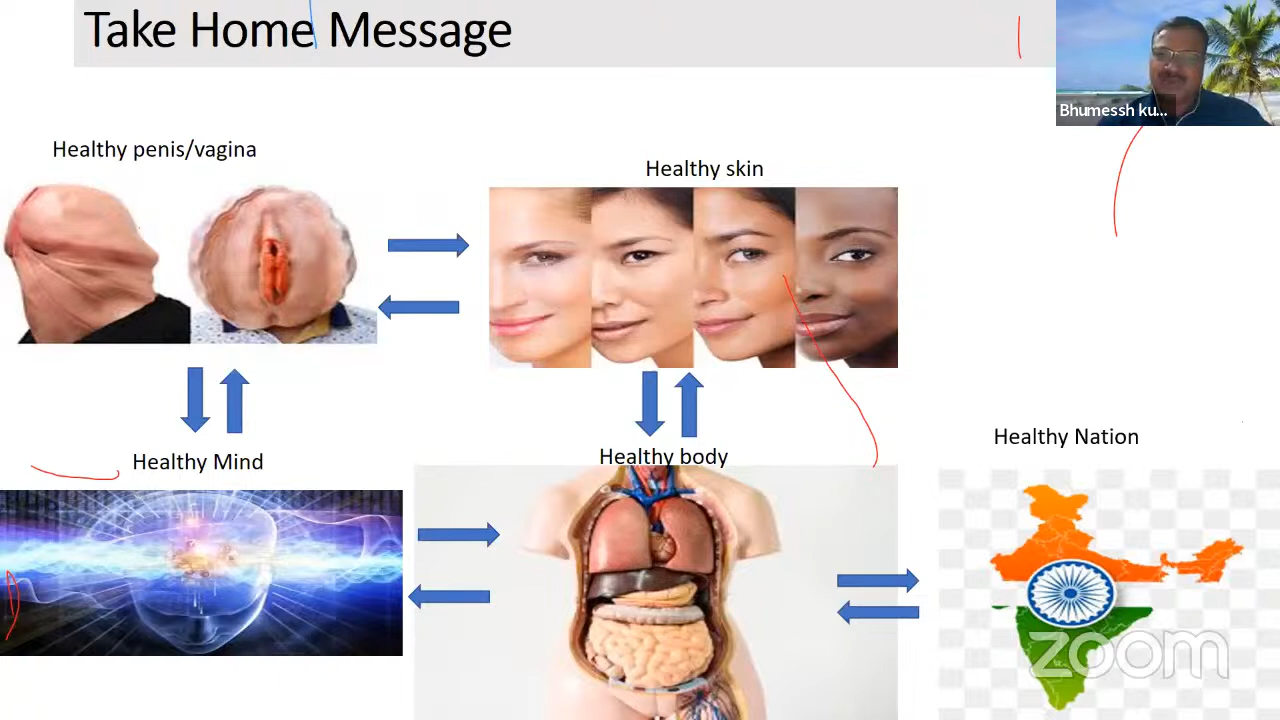 Take Home Message
Bhumessh ku...
Healthy penis/vagina
Healthy skin
Healthy Mind
Healthy body
Healthy Nation
zoom